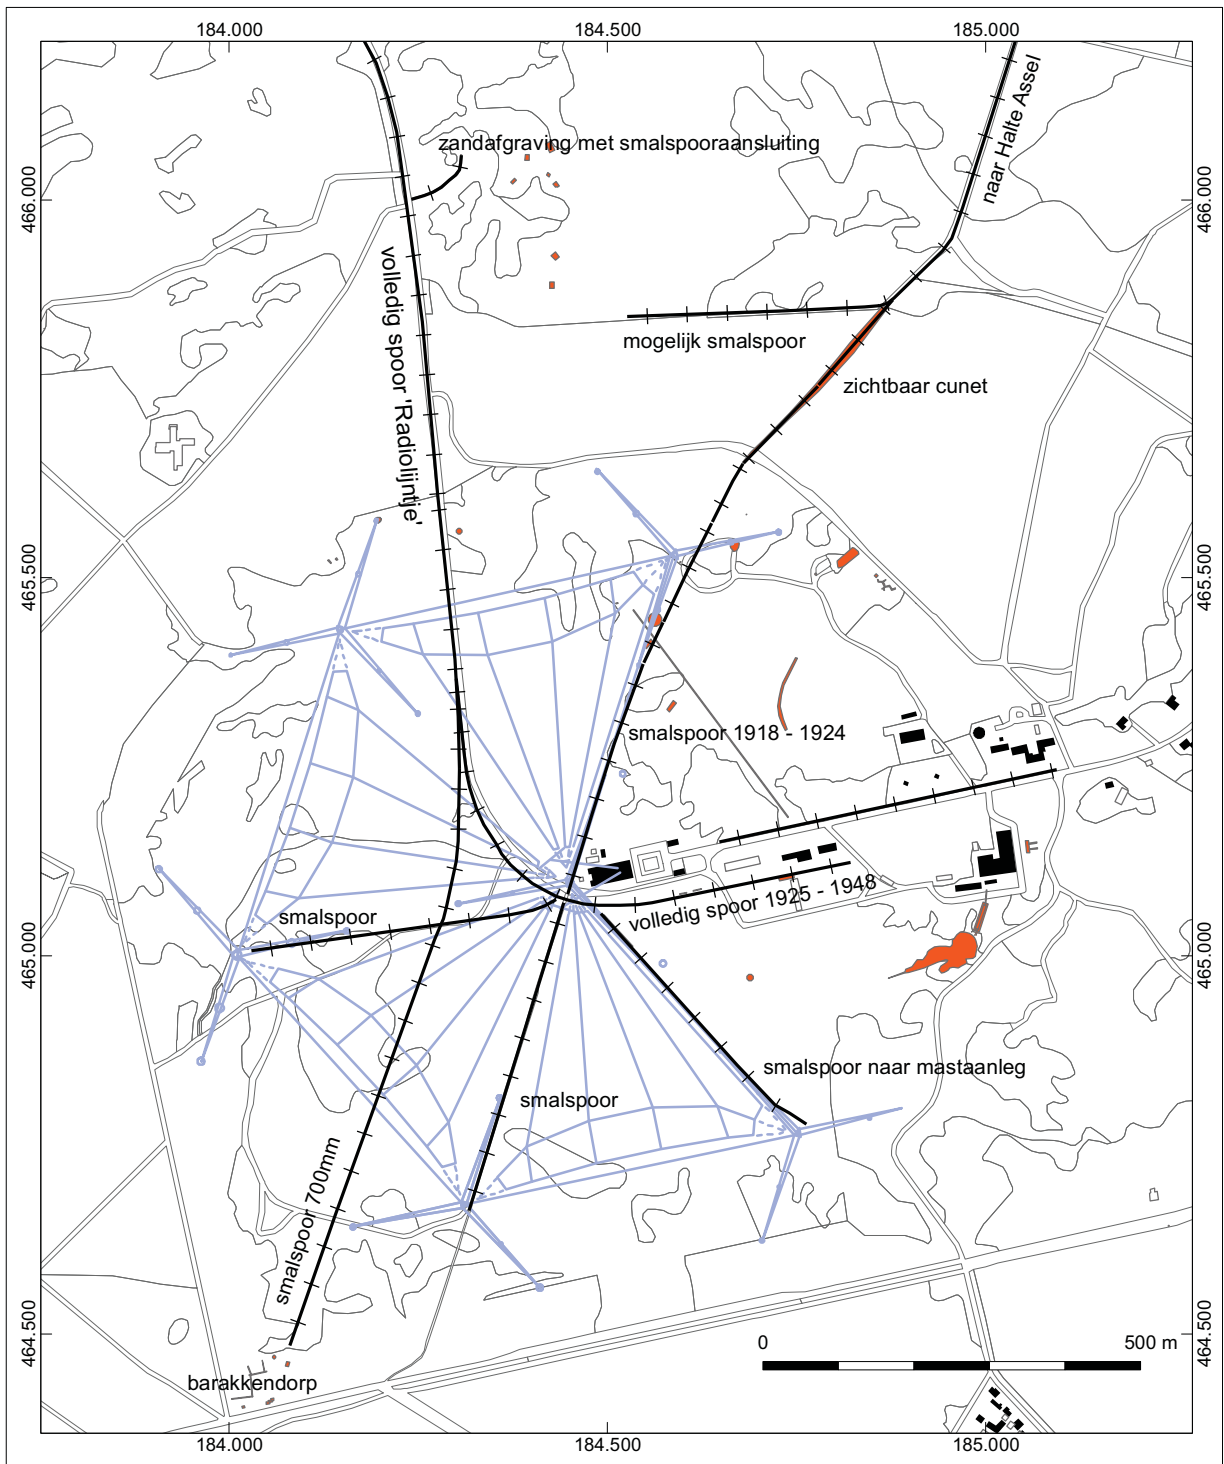 184.000
184.500
185.000
naar Halte Assel
zandafgraving met smalspooraansluiting
466.000
466.000
volledig spoor 'Radiolijntje'
mogelijk smalspoor
zichtbaar cunet
465.500
465.500
smalspoor 1918 - 1924
smalspoor
volledig spoor 1925 - 1948
465.000
465.000
smalspoor naar mastaanleg
smalspoor
smalspoor 700mm
464.500
464.500
0
500 m
barakkendorp
184.000
184.500
185.000